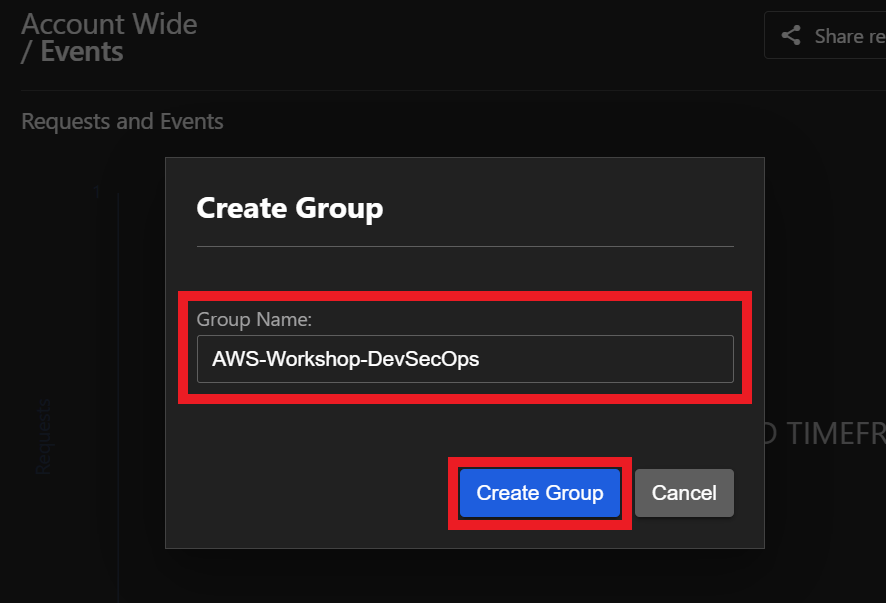 Account Wide
/ Events
Share re
Requests and Events
1
Create Group
Group Name:
AWS-Workshop-DevSecOps
Requests
D TIMEFR
Create Group
Cancel